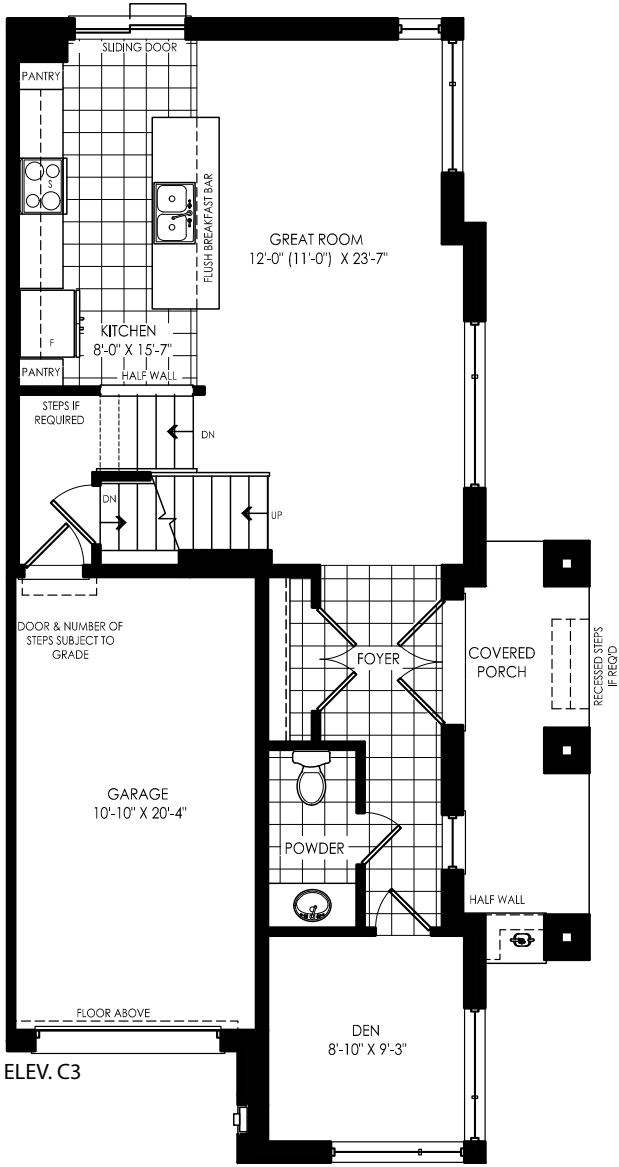 SLIDING DOOR
PANTRY
S
FLUSH BREAKFAST BAR
GREAT ROOM
12'-0" (11'-0") X 23'-7"
KITCHEN
8'-0" X 15'-7"
F
PANTRY
HALF WALL
STEPS IF
REQUIRED
DN
DN
UP
DOOR & NUMBER OF
STEPS SUBJECT TO
GRADE
FOYER
COVERED
PORCH
RECESSED STEPS
IF REQ'D
GARAGE
10'-10" X 20'-4"
POWDER
HALF WALL
FLOOR ABOVE
DEN
8'-10" X 9'-3"
ELEV. C3